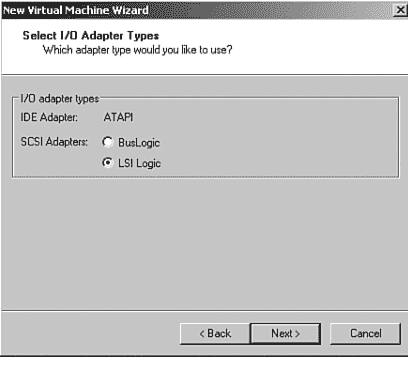 New Virtual Machine Wizard
Select I/O Adapter Types
Which adapter type would you like to use?
I/O adapter types
IDE Adapter: ATAPI
SCSI Adapters: BusLogic
LSI Logic
< Back Next > Cancel